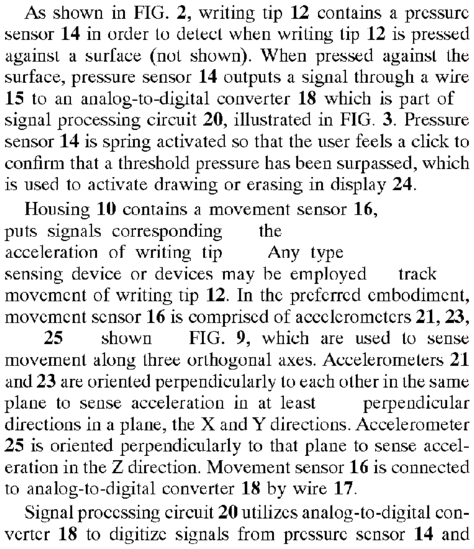 As shown in FIG. 2, writing tip 12 contains a pressure
sensor 14 in order to detect when writing tip 12 is pressed
against a surface (not shown). When pressed against the
surface, pressure sensor 14 outputs a signal through a wire
15 to an analog-to-digital converter 18 which is part of
signal processing circuit 20, illustrated in FIG. 3. Pressure
sensor 14 is spring activated so that the user feels a click to
confirm that a threshold pressure has been surpassed, which
is used to activate drawing or erasing in display 24.
Housing 10 contains a movement sensor 16,
puts signals corresponding the
acceleration of writing tip Any type
sensing device or devices may be employed track
movement of writing tip 12. In the preferred embodiment,
movement sensor 16 is comprised of accelerometers 21, 23,
25 shown FIG. 9, which are used to sense
movement along three orthogonal axes. Accelerometers 21
and 23 are oriented perpendicularly to each other in the same
plane to sense acceleration in at least perpendicular
directions in a plane, the X and Y directions. Accelerometer
25 is oriented perpendicularly to that plane to sense accel-
eration in the Z direction. Movement sensor 16 is connected
to analog-to-digital converter 18 by wire 17.
Signal processing circuit 20 utilizes analog-to-digital con-
verter 18 to digitize signals from pressure sensor 14 and